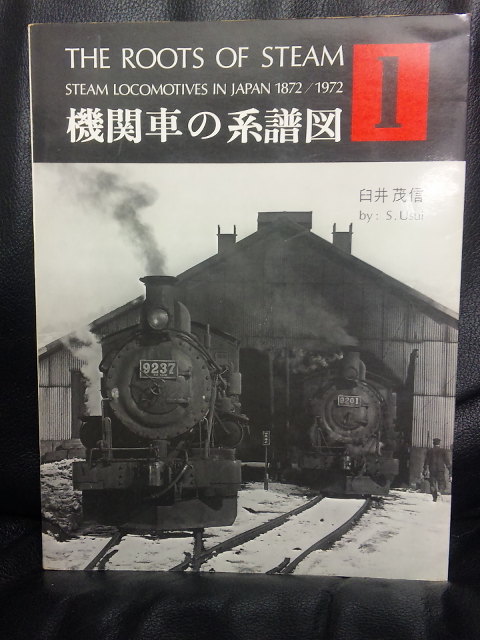 THE ROOTS OF STEAM
STEAM LOCOMOTIVES IN JAPAN 1872/1972
機関車の系譜図
1
臼井 茂信
by: S. Usui
9237
9201